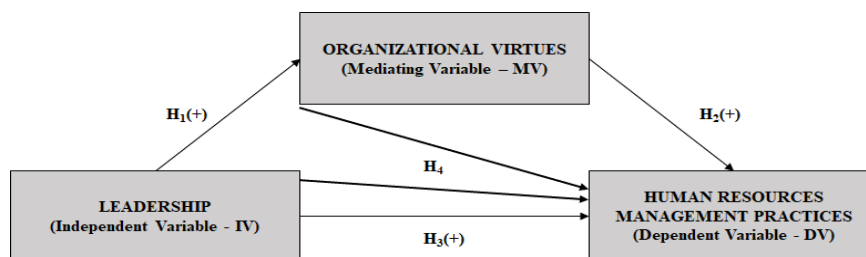 ORGANIZATIONAL VIRTUES
(Mediating Variable – MV)
H₁(+)
H₂(+)
H₄
LEADERSHIP
(Independent Variable - IV)
HUMAN RESOURCES
MANAGEMENT PRACTICES
(Dependent Variable - DV)
H₃(+)